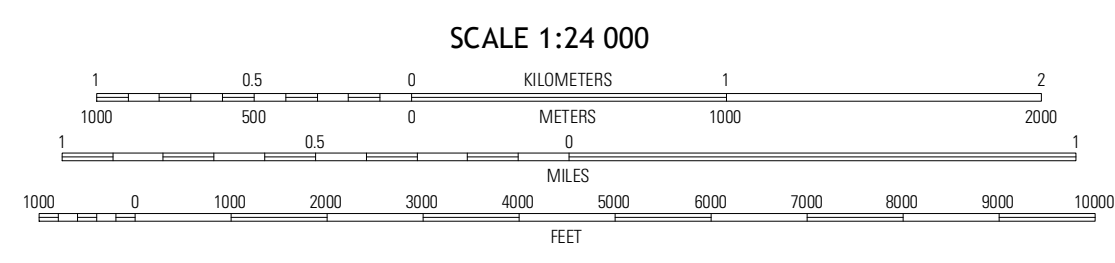 SCALE 1:24 000
1 0.5 0 KILOMETERS 1 2
1000 500 0 METERS 1000 2000
1 0.5 0 1
MILES
1000 0 1000 2000 3000 4000 5000 6000 7000 8000 9000 10000
FEET